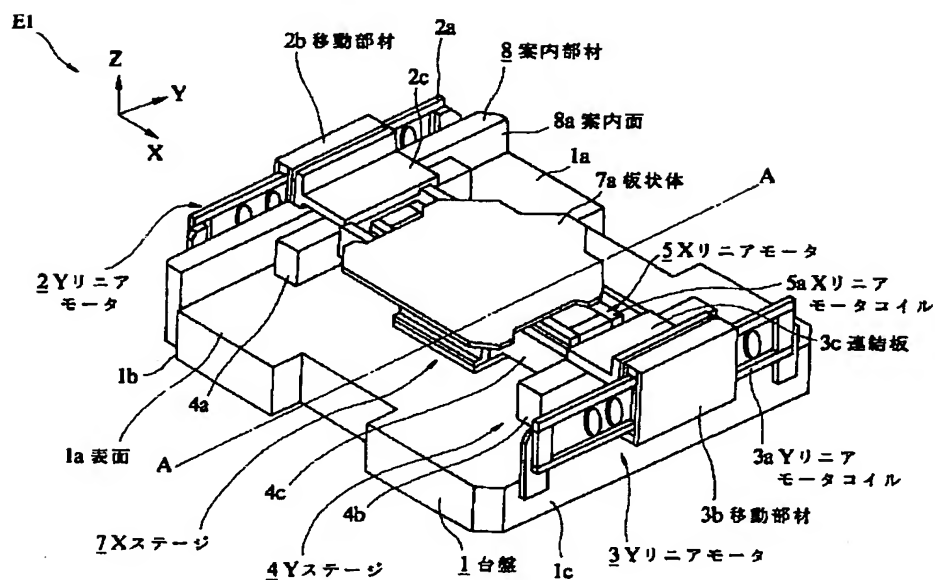 E1
2a
2b 移動部材
8 案内部材
Z
Y
X
2c
8a 案内面
1a
7a 板状体
A
5 Xリニアモータ
5a Xリニア
モータコイル
2 Yリニア
モータ
3c 連結板
1b
4a
1a 表面
A
4c
3a Yリニア
モータコイル
4b
3b 移動部材
7 Xステージ
4 Yステージ
1 台盤
1c
3 Yリニアモータ